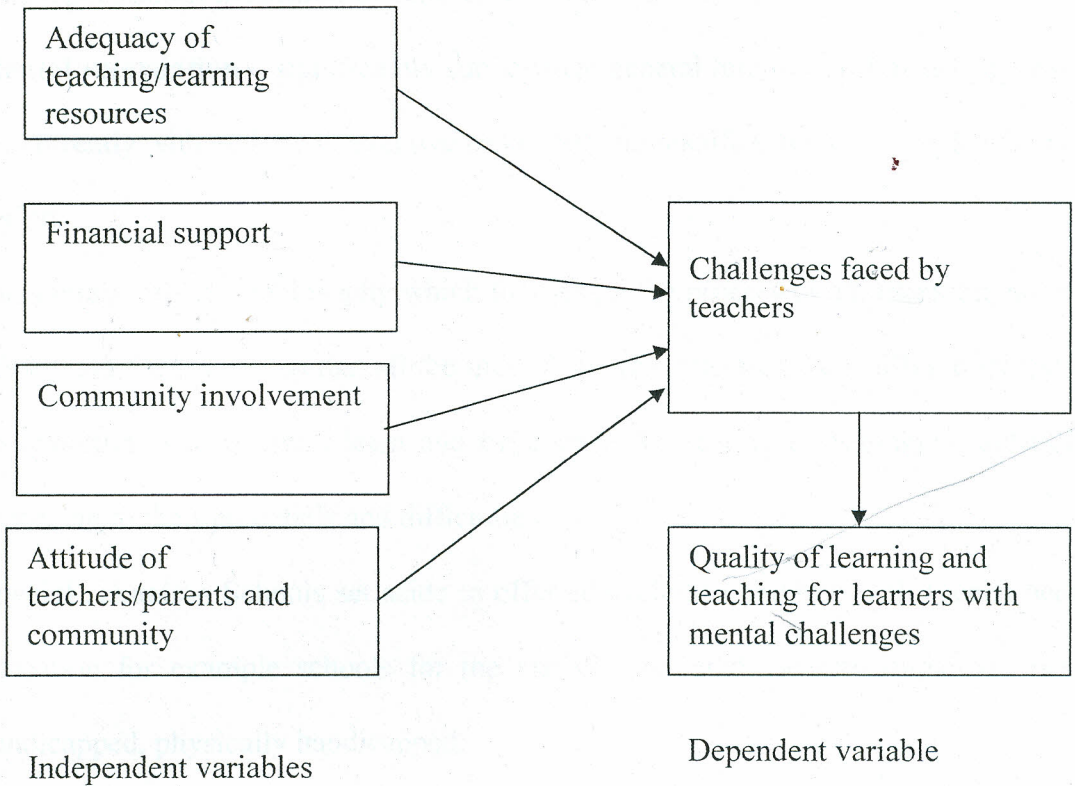 Adequacy of
teaching/learning
resources
Financial support
Community involvement
Attitude of
teachers/parents and
community
Independent variables
Challenges faced by
teachers
Quality of learning and
teaching for learners with
mental challenges
Dependent variable